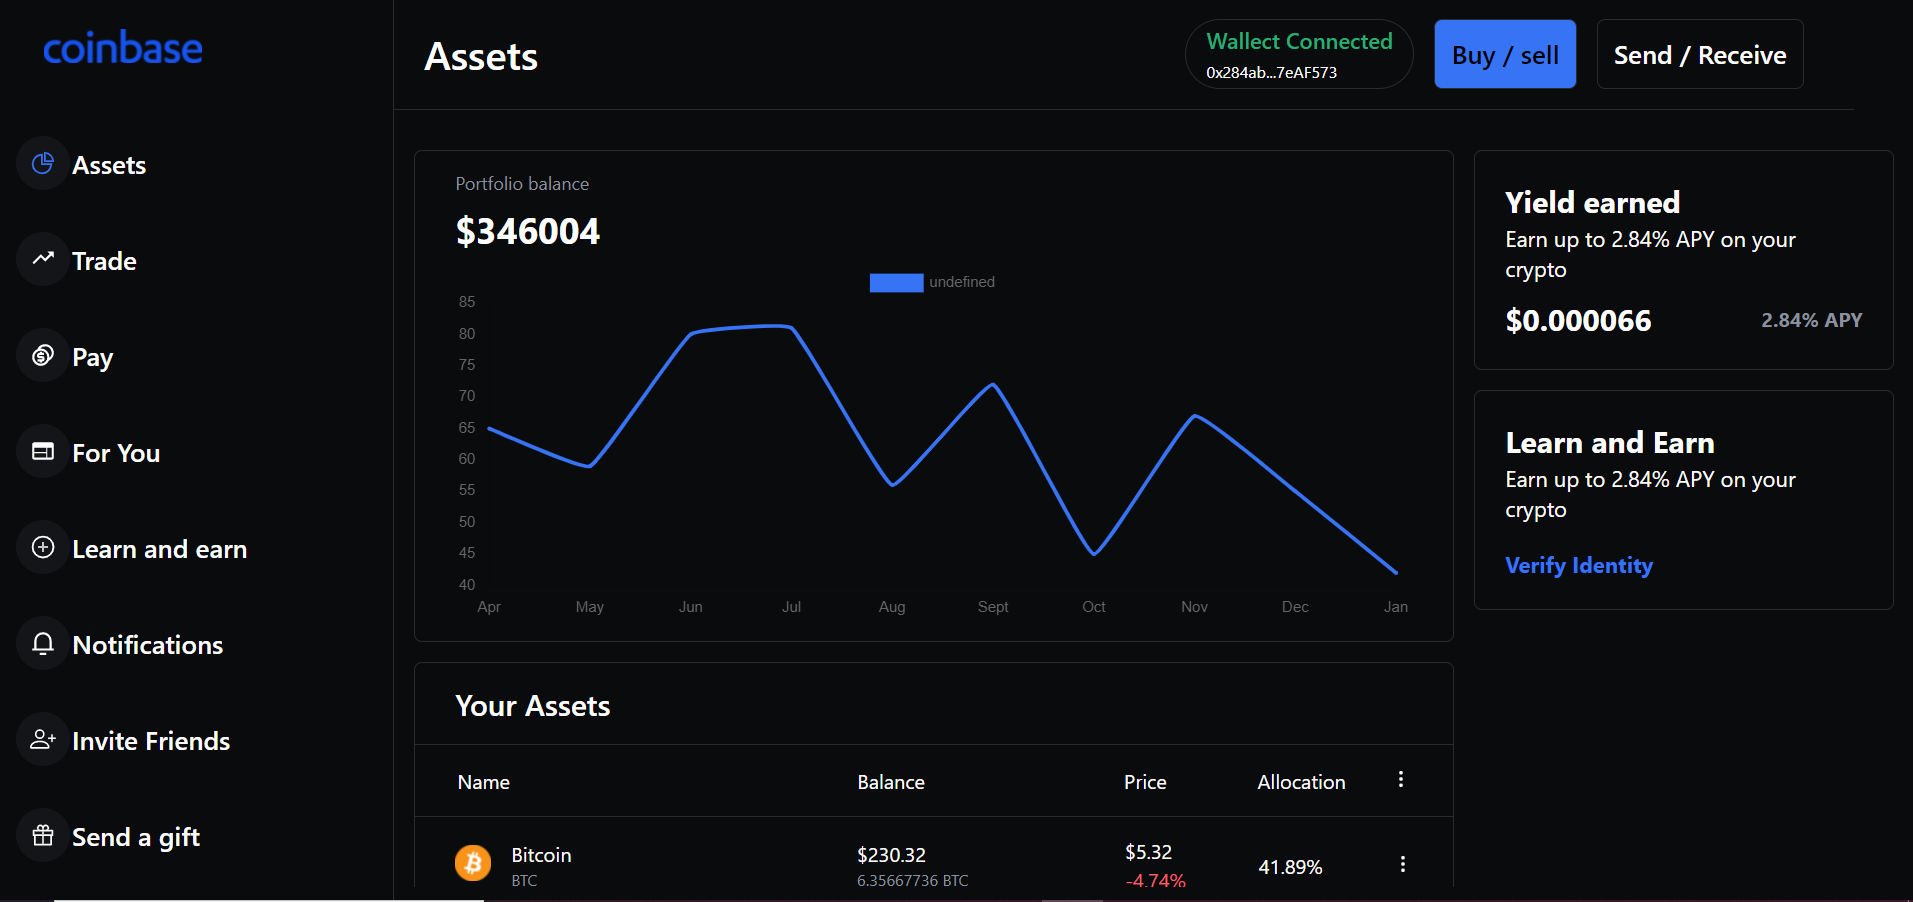 coinbase
Assets
Trade
Pay
For You
Learn and earn
Notifications
Invite Friends
Send a gift
Assets
Wallect Connected
0x284ab...7eAF573
Buy / sell
Send / Receive
Portfolio balance
$346004
undefined
85
80
75
70
65
60
55
50
45
40
Apr May Jun Jul Aug Sept Oct Nov Dec Jan
Yield earned
Earn up to 2.84% APY on your
crypto
$0.000066 2.84% APY
Learn and Earn
Earn up to 2.84% APY on your
crypto
Verify Identity
Your Assets
Name Balance Price Allocation
Bitcoin $230.32 $5.32 41.89%
BTC 6.35667736 BTC -4.74%